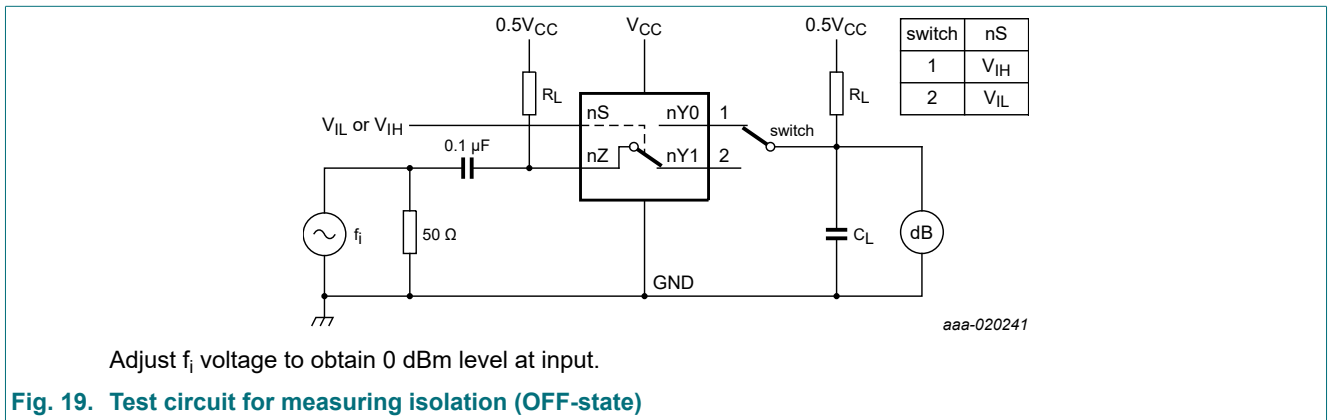 0.5VCC VCC 0.5VCC
switch nS
1 VIH
2 VIL
RL RL
nS nY0 1
VIL or VIH
switch
0.1 µF
nZ nY1 2
fi 50 Ω
CL dB
GND
aaa-020241
Adjust fi voltage to obtain 0 dBm level at input.
Fig. 19. Test circuit for measuring isolation (OFF-state)